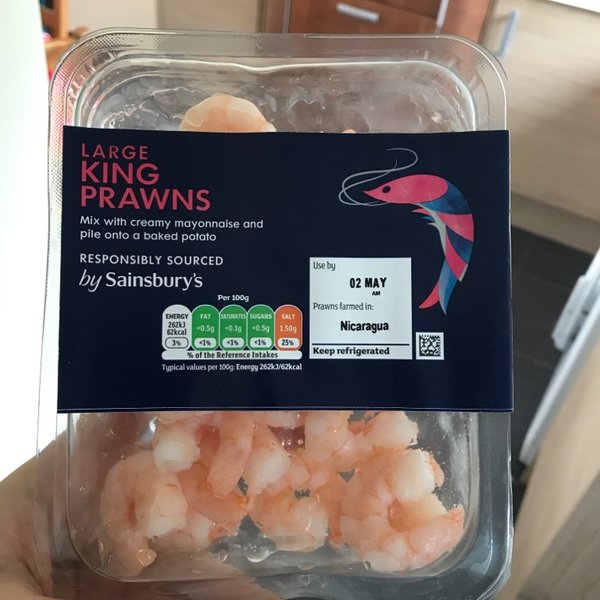 LARGE
KING
PRAWNS
Mix with creamy mayonnaise and
pile onto a baked potato
RESPONSIBLY SOURCED
by Sainsbury's
Use by
02 MAY
AM
Prawns farmed in:
Nicaragua
Keep refrigerated
Per 100g
ENERGY FAT SATURATES SUGARS SALT
262kJ
62kcal
<0.5g <0.1g <0.5g 1.50g
3% <1% <1% <1% 25%
% of the Reference Intakes
Typical values per 100g: Energy 262kJ/62kcal